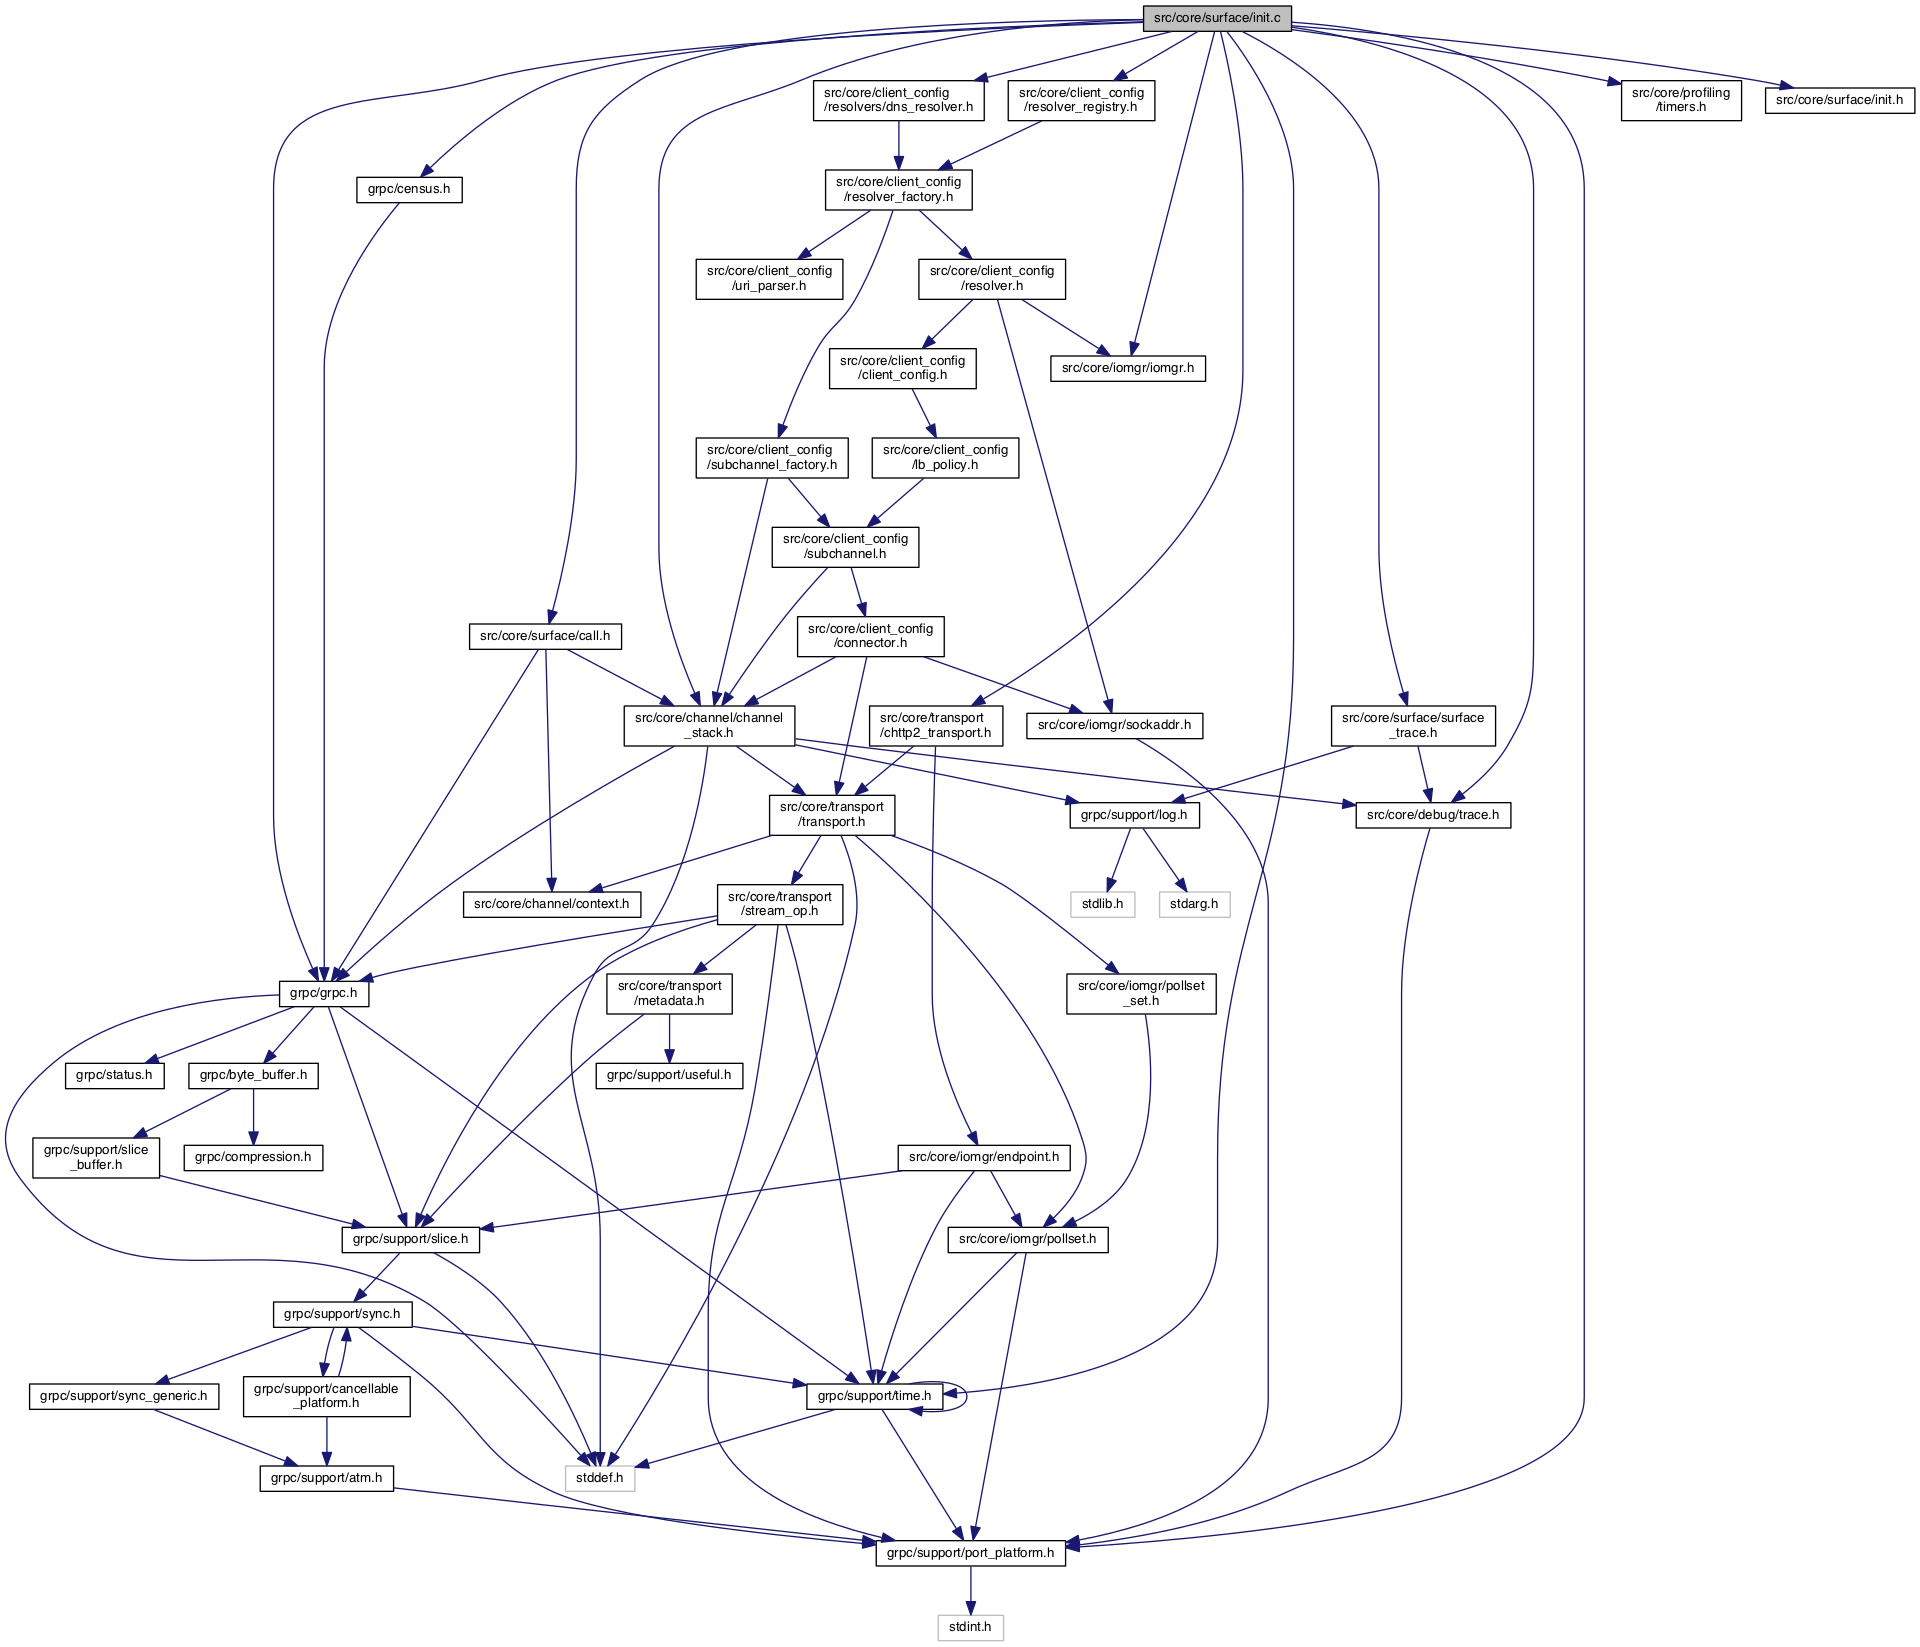 src/core/surface/init.c
src/core/client_config
/resolvers/dns_resolver.h
src/core/client_config
/resolver_registry.h
src/core/profiling
/timers.h
src/core/surface/init.h
grpc/census.h
src/core/client_config
/resolver_factory.h
src/core/client_config
/uri_parser.h
src/core/client_config
/resolver.h
src/core/client_config
/client_config.h
src/core/iomgr/iomgr.h
src/core/client_config
/subchannel_factory.h
src/core/client_config
/lb_policy.h
src/core/client_config
/subchannel.h
src/core/surface/call.h
src/core/client_config
/connector.h
src/core/channel/channel
_stack.h
src/core/transport
/chttp2_transport.h
src/core/iomgr/sockaddr.h
src/core/surface/surface
_trace.h
src/core/transport
/transport.h
grpc/support/log.h
src/core/debug/trace.h
src/core/channel/context.h
src/core/transport
/stream_op.h
stdlib.h
stdarg.h
grpc/grpc.h
src/core/transport
/metadata.h
src/core/iomgr/pollset
_set.h
grpc/status.h
grpc/byte_buffer.h
grpc/support/useful.h
grpc/support/slice
_buffer.h
grpc/compression.h
src/core/iomgr/endpoint.h
grpc/support/slice.h
src/core/iomgr/pollset.h
grpc/support/sync.h
grpc/support/sync_generic.h
grpc/support/cancellable
_platform.h
grpc/support/time.h
grpc/support/atm.h
stddef.h
grpc/support/port_platform.h
stdint.h